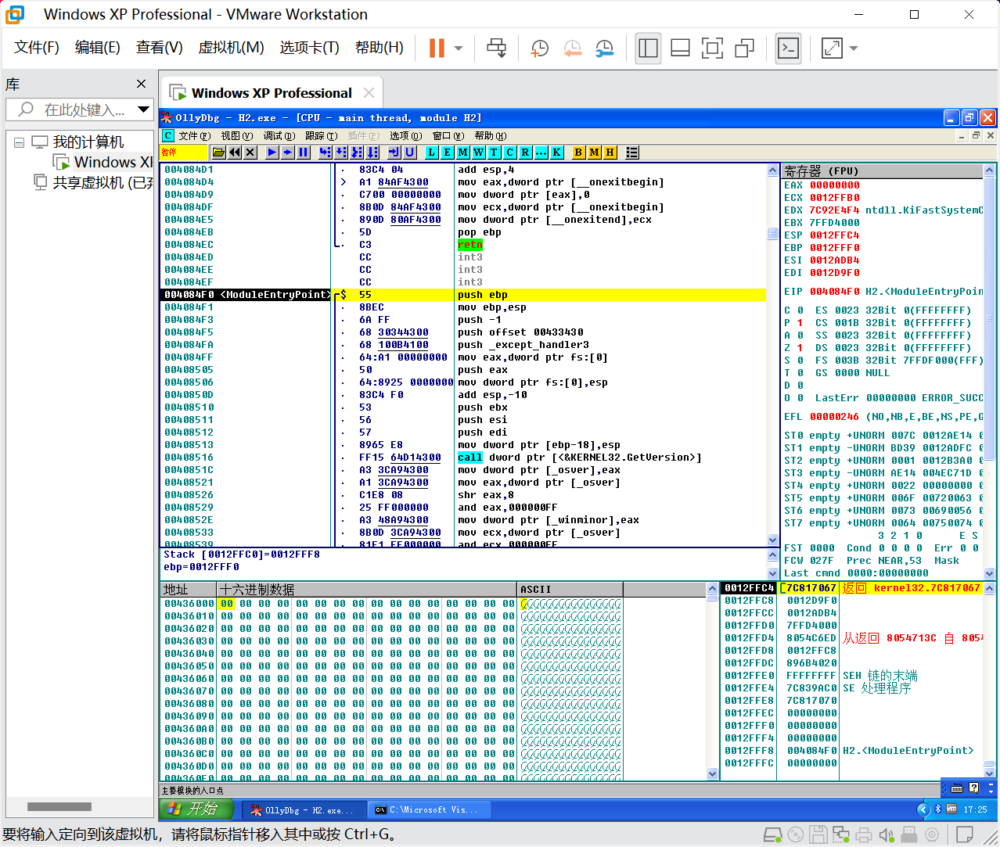 Windows XP Professional - VMware Workstation
文件(F) 编辑(E) 查看(V) 虚拟机(M) 选项卡(T) 帮助(H)
库
在此处键入...
我的计算机
Windows XI
共享虚拟机 (已弃
Windows XP Professional
OllyDbg - H2.exe - [CPU - main thread, module H2]
C 文件(F) 视图(V) 调试(D) 跟踪(T) 插件(P) 选项(O) 窗口(W) 帮助(H)
暂停 L E M W T C R ... K B M H
004084D1 . 83C4 04 add esp,4
004084D4 > A1 84AF4300 mov eax,dword ptr [__onexitbegin]
004084D9 . C700 00000000 mov dword ptr [eax],0
004084DF . 8B0D 84AF4300 mov ecx,dword ptr [__onexitbegin]
004084E5 . 890D 80AF4300 mov dword ptr [__onexitend],ecx
004084EB . 5D pop ebp
004084EC . C3 retn
004084ED CC int3
004084EE CC int3
004084EF CC int3
004084F0 <ModuleEntryPoint> $ 55 push ebp
004084F1 . 8BEC mov ebp,esp
004084F3 . 6A FF push -1
004084F5 . 68 30344300 push offset 00433430
004084FA . 68 100B4100 push _except_handler3
004084FF . 64:A1 00000000 mov eax,dword ptr fs:[0]
00408505 . 50 push eax
00408506 . 64:8925 0000000 mov dword ptr fs:[0],esp
0040850D . 83C4 F0 add esp,-10
00408510 . 53 push ebx
00408511 . 56 push esi
00408512 . 57 push edi
00408513 . 8965 E8 mov dword ptr [ebp-18],esp
00408516 . FF15 64D14300 call dword ptr [<&KERNEL32.GetVersion>]
0040851C . A3 3CA94300 mov dword ptr [_osver],eax
00408521 . A1 3CA94300 mov eax,dword ptr [_osver]
00408526 . C1E8 08 shr eax,8
00408529 . 25 FF000000 and eax,000000FF
0040852E . A3 48A94300 mov dword ptr [_winminor],eax
00408533 . 8B0D 3CA94300 mov ecx,dword ptr [_osver]
00408539 . 81E1 FF000000 and ecx,000000FF
Stack [0012FFC0]=0012FFF8
ebp=0012FFF0
寄存器 (FPU)
EAX 00000000
ECX 0012FFB0
EDX 7C92E4F4 ntdll.KiFastSystemC
EBX 7FFD4000
ESP 0012FFC4
EBP 0012FFF0
ESI 0012ADB4
EDI 0012D9F0
EIP 004084F0 H2.<ModuleEntryPoin
C 0 ES 0023 32Bit 0(FFFFFFFF)
P 1 CS 001B 32Bit 0(FFFFFFFF)
A 0 SS 0023 32Bit 0(FFFFFFFF)
Z 1 DS 0023 32Bit 0(FFFFFFFF)
S 0 FS 003B 32Bit 7FFDF000(FFF)
T 0 GS 0000 NULL
D 0
O 0 LastErr 00000000 ERROR_SUCC
EFL 00000246 (NO,NB,E,BE,NS,PE,G
ST0 empty +UNORM 007C 0012AE14 0
ST1 empty -UNORM BD39 0012ADFC 0
ST2 empty +UNORM 0001 0012B3A0 0
ST3 empty -UNORM AE14 004EC71D 0
ST4 empty +UNORM 0022 00000000 0
ST5 empty +UNORM 006F 00720063 0
ST6 empty +UNORM 0073 00690056 0
ST7 empty +UNORM 0064 00750074 0
3 2 1 0 E S
FST 0000 Cond 0 0 0 0 Err 0 0
FCW 027F Prec NEAR,53 Mask
Last cmnd 0000:00000000
地址 十六进制数据 ASCII
00436000 00 00 00 00 00 00 00 00 00 00 00 00 00 00 00 00
00436010 00 00 00 00 00 00 00 00 00 00 00 00 00 00 00 00
00436020 00 00 00 00 00 00 00 00 00 00 00 00 00 00 00 00
00436030 00 00 00 00 00 00 00 00 00 00 00 00 00 00 00 00
00436040 00 00 00 00 00 00 00 00 00 00 00 00 00 00 00 00
00436050 00 00 00 00 00 00 00 00 00 00 00 00 00 00 00 00
00436060 00 00 00 00 00 00 00 00 00 00 00 00 00 00 00 00
00436070 00 00 00 00 00 00 00 00 00 00 00 00 00 00 00 00
00436080 00 00 00 00 00 00 00 00 00 00 00 00 00 00 00 00
00436090 00 00 00 00 00 00 00 00 00 00 00 00 00 00 00 00
004360A0 00 00 00 00 00 00 00 00 00 00 00 00 00 00 00 00
004360B0 00 00 00 00 00 00 00 00 00 00 00 00 00 00 00 00
004360C0 00 00 00 00 00 00 00 00 00 00 00 00 00 00 00 00
004360D0 00 00 00 00 00 00 00 00 00 00 00 00 00 00 00 00
004360E0 00 00 00 00 00 00 00 00 00 00 00 00 00 00 00 00
0012FFC4 7C817067 返回 kernel32.7C817067
0012FFC8 0012D9F0
0012FFCC 0012ADB4
0012FFD0 7FFD4000
0012FFD4 8054C6ED 从返回 8054713C 自 8054
0012FFD8 0012FFC8
0012FFDC 896B4020
0012FFE0 FFFFFFFF SEH 链的末端
0012FFE4 7C839AC0 SE 处理程序
0012FFE8 7C817070
0012FFEC 00000000
0012FFF0 00000000
0012FFF4 00000000
0012FFF8 004084F0 H2.<ModuleEntryPoint>
0012FFFC 00000000
主要模块的入口点
开始 OllyDbg - H2.exe... C:\Microsoft Vis... 17:25
要将输入定向到该虚拟机，请将鼠标指针移入其中或按 Ctrl+G。